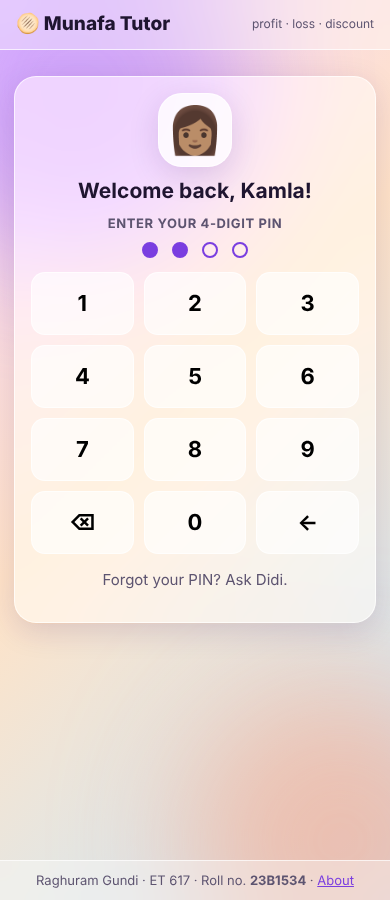 Munafa Tutor
profit · loss · discount
Welcome back, Kamla!
ENTER YOUR 4-DIGIT PIN
1 2 3
4 5 6
7 8 9
⌫ 0 ←
Forgot your PIN? Ask Didi.
Raghuram Gundi · ET 617 · Roll no. 23B1534 · About